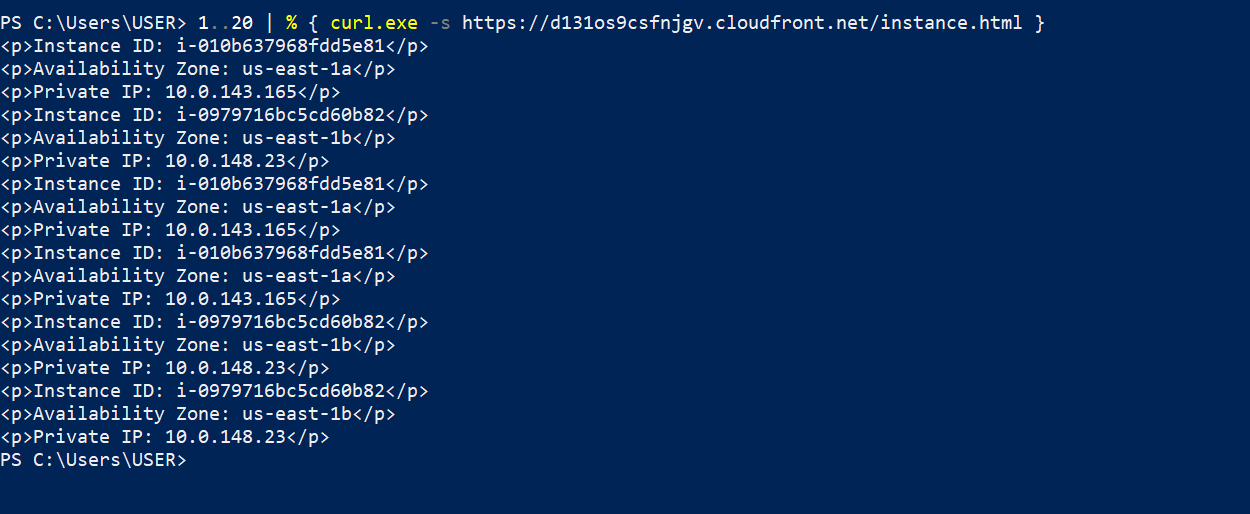 PS C:\Users\USER> 1..20 | % { curl.exe -s https://d131os9csfnjgv.cloudfront.net/instance.html }
<p>Instance ID: i-010b637968fdd5e81</p>
<p>Availability Zone: us-east-1a</p>
<p>Private IP: 10.0.143.165</p>
<p>Instance ID: i-0979716bc5cd60b82</p>
<p>Availability Zone: us-east-1b</p>
<p>Private IP: 10.0.148.23</p>
<p>Instance ID: i-010b637968fdd5e81</p>
<p>Availability Zone: us-east-1a</p>
<p>Private IP: 10.0.143.165</p>
<p>Instance ID: i-010b637968fdd5e81</p>
<p>Availability Zone: us-east-1a</p>
<p>Private IP: 10.0.143.165</p>
<p>Instance ID: i-0979716bc5cd60b82</p>
<p>Availability Zone: us-east-1b</p>
<p>Private IP: 10.0.148.23</p>
<p>Instance ID: i-0979716bc5cd60b82</p>
<p>Availability Zone: us-east-1b</p>
<p>Private IP: 10.0.148.23</p>
PS C:\Users\USER>